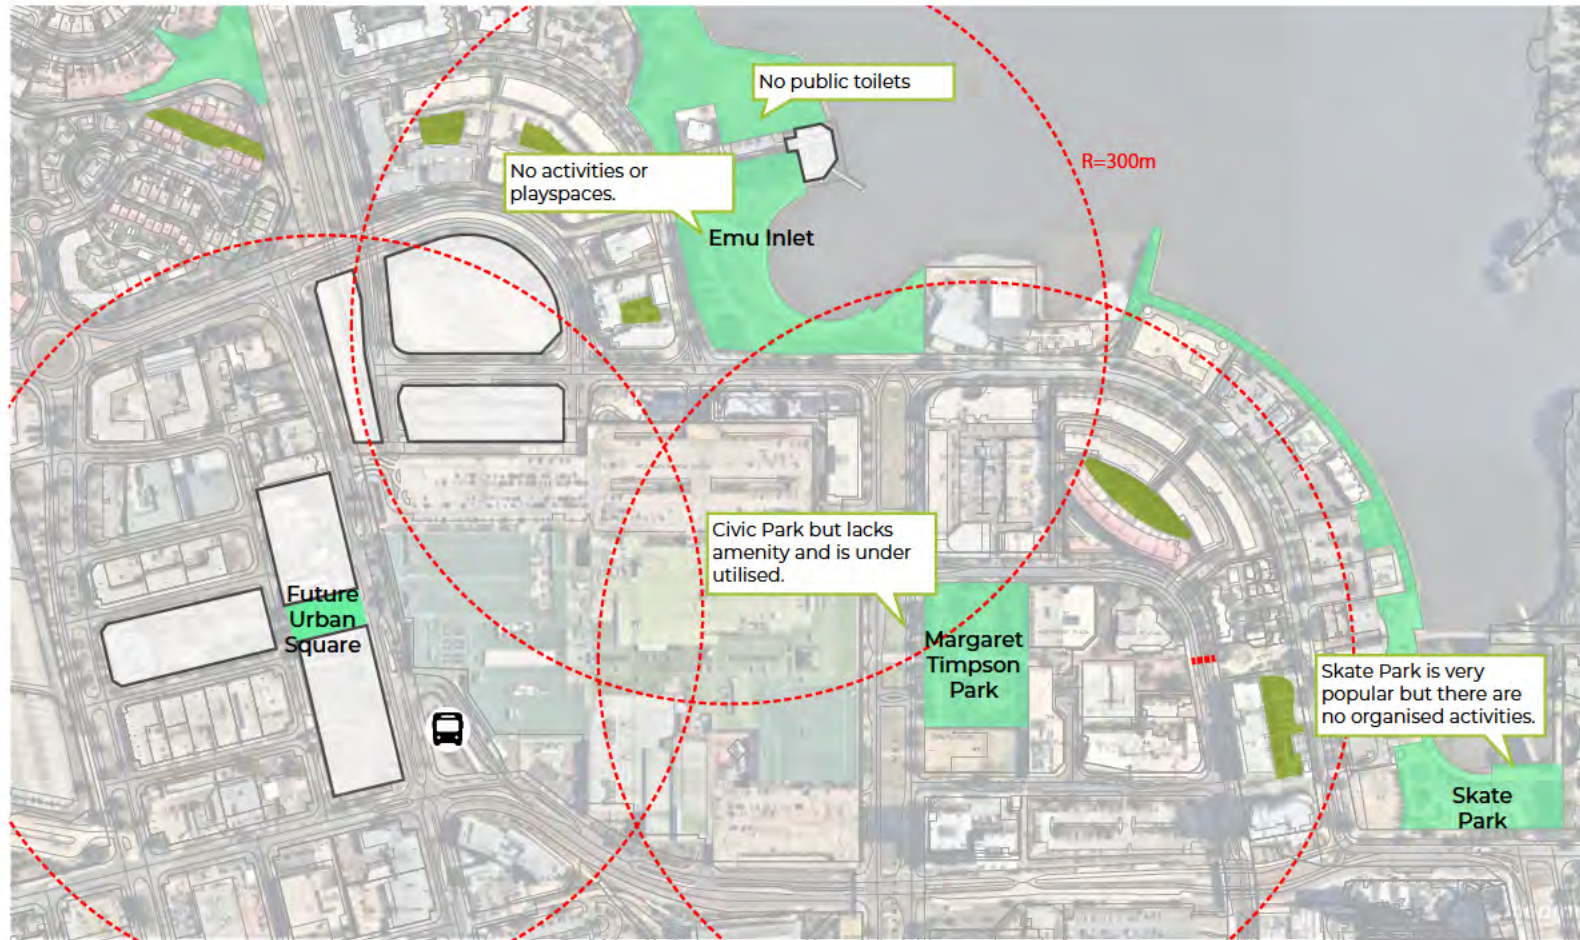 No public toilets
No activities or
playspaces.
R=300m
Emu Inlet
Civic Park but lacks
amenity and is under
utilised.
Future
Urban
Square
Margaret
Timpson
Park
Skate Park is very
popular but there are
no organised activities.
Skate
Park